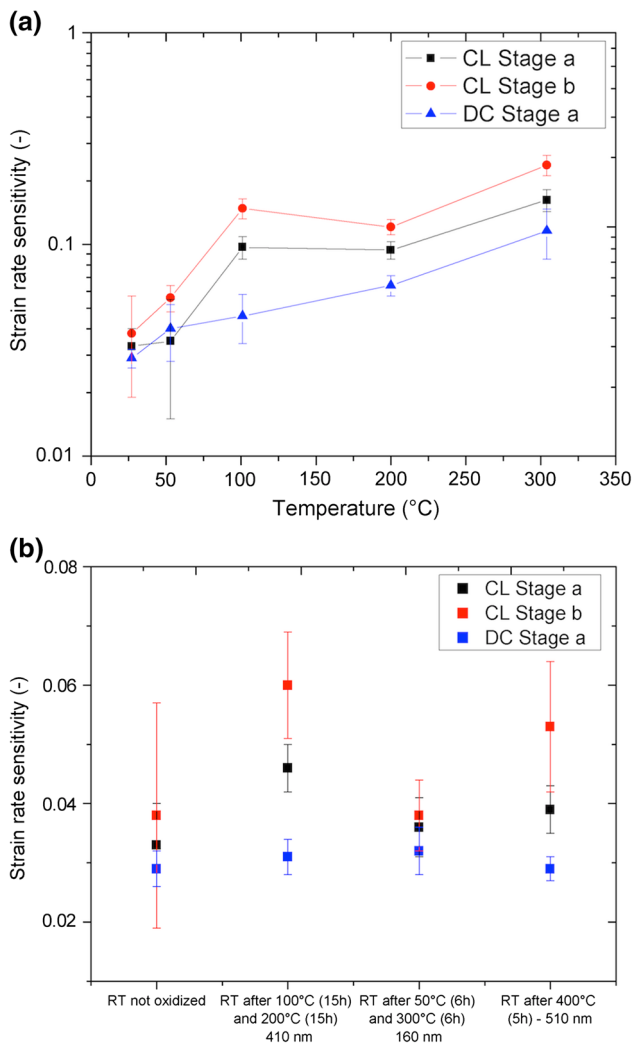 (a)
1
0.1
0.01
Strain rate sensitivity (-)
CL Stage a
CL Stage b
DC Stage a
0 50 100 150 200 250 300 350
Temperature (°C)
(b)
0.08
0.06
0.04
0.02
Strain rate sensitivity (-)
CL Stage a
CL Stage b
DC Stage a
RT not oxidized
RT after 100°C (15h)
and 200°C (15h)
410 nm
RT after 50°C (6h)
and 300°C (6h)
160 nm
RT after 400°C
(5h) - 510 nm